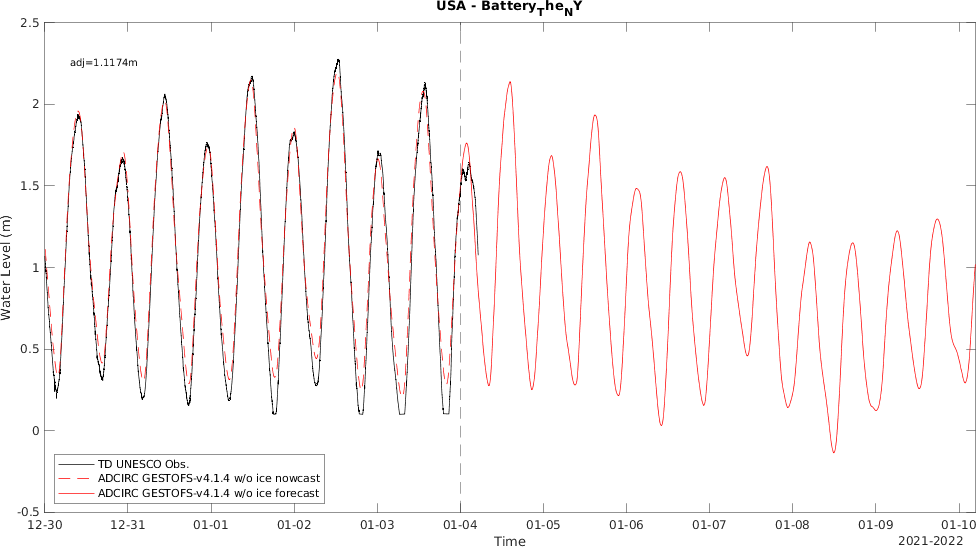 USA - Battery_The_NY
adj=1.1174m
2.5
2
1.5
1
0.5
0
-0.5
Water Level (m)
TD UNESCO Obs.
ADCIRC GESTOFS-v4.1.4 w/o ice nowcast
ADCIRC GESTOFS-v4.1.4 w/o ice forecast
12-30 12-31 01-01 01-02 01-03 01-04 01-05 01-06 01-07 01-08 01-09 01-10
Time
2021-2022